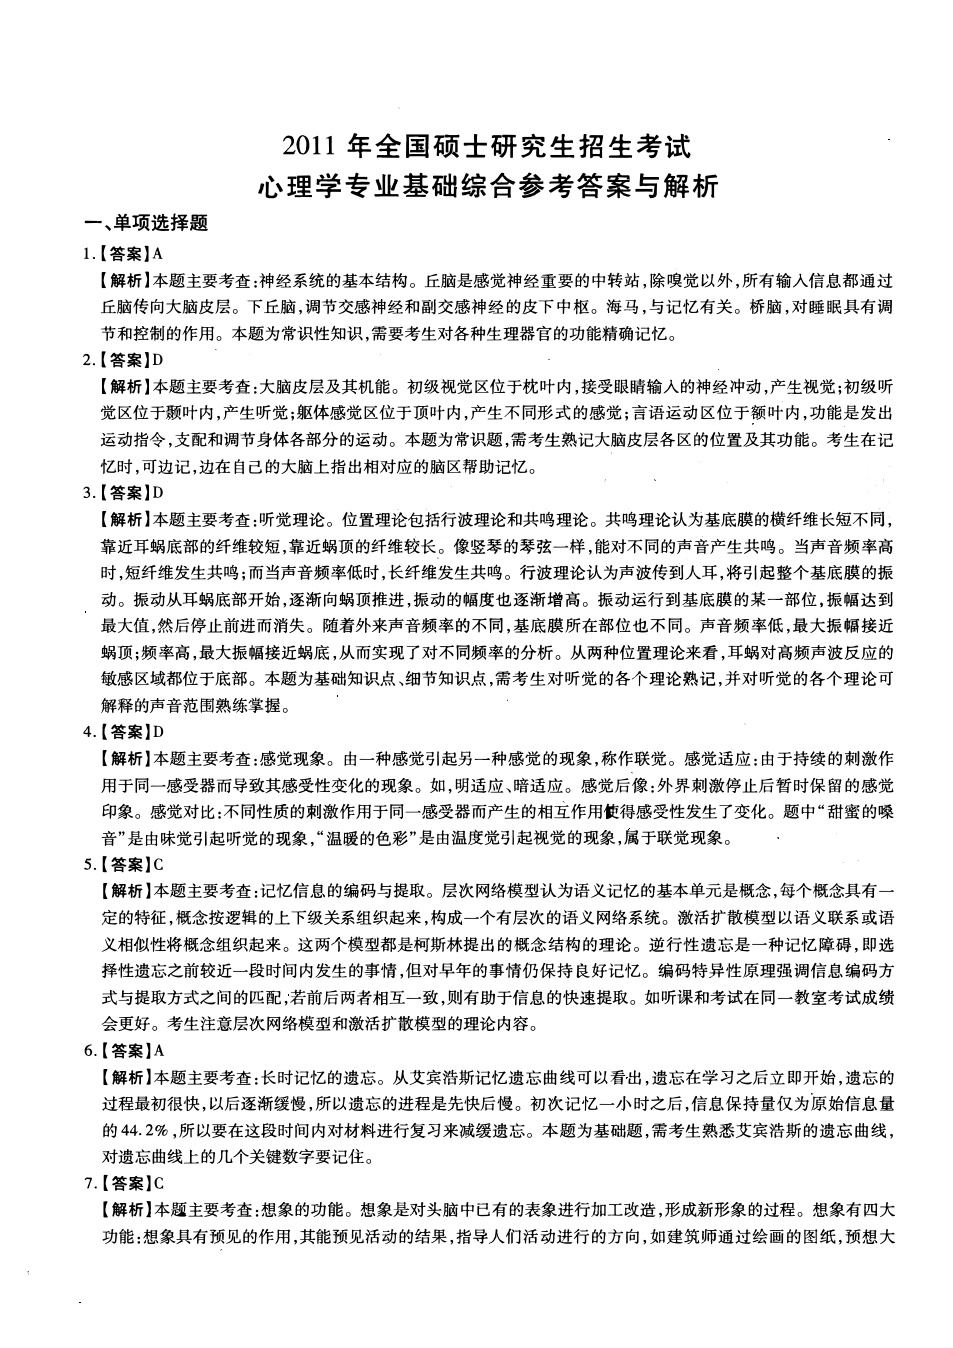 2011 年全国硕士研究生招生考试
心理学专业基础综合参考答案与解析
一、单项选择题
1.【答案】A
【解析】本题主要考查:神经系统的基本结构。丘脑是感觉神经重要的中转站,除嗅觉以外,所有输入信息都通过
丘脑传向大脑皮层。下丘脑,调节交感神经和副交感神经的皮下中枢。海马,与记忆有关。桥脑,对睡眠具有调
节和控制的作用。本题为常识性知识,需要考生对各种生理器官的功能精确记忆。
2.【答案】D
【解析】本题主要考查:大脑皮层及其机能。初级视觉区位于枕叶内,接受眼睛输入的神经冲动,产生视觉;初级听
觉区位于颞叶内,产生听觉;躯体感觉区位于顶叶内,产生不同形式的感觉;言语运动区位于额叶内,功能是发出
运动指令,支配和调节身体各部分的运动。本题为常识题,需考生熟记大脑皮层各区的位置及其功能。考生在记
忆时,可边记,边在自己的大脑上指出相对应的脑区帮助记忆。
3.【答案】D
【解析】本题主要考查:听觉理论。位置理论包括行波理论和共鸣理论。共鸣理论认为基底膜的横纤维长短不同,
靠近耳蜗底部的纤维较短,靠近蜗顶的纤维较长。像竖琴的琴弦一样,能对不同的声音产生共鸣。当声音频率高
时,短纤维发生共鸣;而当声音频率低时,长纤维发生共鸣。行波理论认为声波传到人耳,将引起整个基底膜的振
动。振动从耳蜗底部开始,逐渐向蜗顶推进,振动的幅度也逐渐增高。振动运行到基底膜的某一部位,振幅达到
最大值,然后停止前进而消失。随着外来声音频率的不同,基底膜所在部位也不同。声音频率低,最大振幅接近
蜗顶;频率高,最大振幅接近蜗底,从而实现了对不同频率的分析。从两种位置理论来看,耳蜗对高频声波反应的
敏感区域都位于底部。本题为基础知识点、细节知识点,需考生对听觉的各个理论熟记,并对听觉的各个理论可
解释的声音范围熟练掌握。
4.【答案】D
【解析】本题主要考查:感觉现象。由一种感觉引起另一种感觉的现象,称作联觉。感觉适应:由于持续的刺激作
用于同一感受器而导致其感受性变化的现象。如,明适应、暗适应。感觉后像:外界刺激停止后暂时保留的感觉
印象。感觉对比:不同性质的刺激作用于同一感受器而产生的相互作用使得感受性发生了变化。题中“甜蜜的嗓
音”是由味觉引起听觉的现象,“温暖的色彩”是由温度觉引起视觉的现象,属于联觉现象。
5.【答案】C
【解析】本题主要考查:记忆信息的编码与提取。层次网络模型认为语义记忆的基本单元是概念,每个概念具有一
定的特征,概念按逻辑的上下级关系组织起来,构成一个有层次的语义网络系统。激活扩散模型以语义联系或语
义相似性将概念组织起来。这两个模型都是柯斯林提出的概念结构的理论。逆行性遗忘是一种记忆障碍,即选
择性遗忘之前较近一段时间内发生的事情,但对早年的事情仍保持良好记忆。编码特异性原理强调信息编码方
式与提取方式之间的匹配,若前后两者相互一致,则有助于信息的快速提取。如听课和考试在同一教室考试成绩
会更好。考生注意层次网络模型和激活扩散模型的理论内容。
6.【答案】A
【解析】本题主要考查:长时记忆的遗忘。从艾宾浩斯记忆遗忘曲线可以看出,遗忘在学习之后立即开始,遗忘的
过程最初很快,以后逐渐缓慢,所以遗忘的进程是先快后慢。初次记忆一小时之后,信息保持量仅为原始信息量
的 44.2%,所以要在这段时间内对材料进行复习来减缓遗忘。本题为基础题,需考生熟悉艾宾浩斯的遗忘曲线,
对遗忘曲线上的几个关键数字要记住。
7.【答案】C
【解析】本题主要考查:想象的功能。想象是对头脑中已有的表象进行加工改造,形成新形象的过程。想象有四大
功能:想象具有预见的作用,其能预见活动的结果,指导人们活动进行的方向,如建筑师通过绘画的图纸,预想大